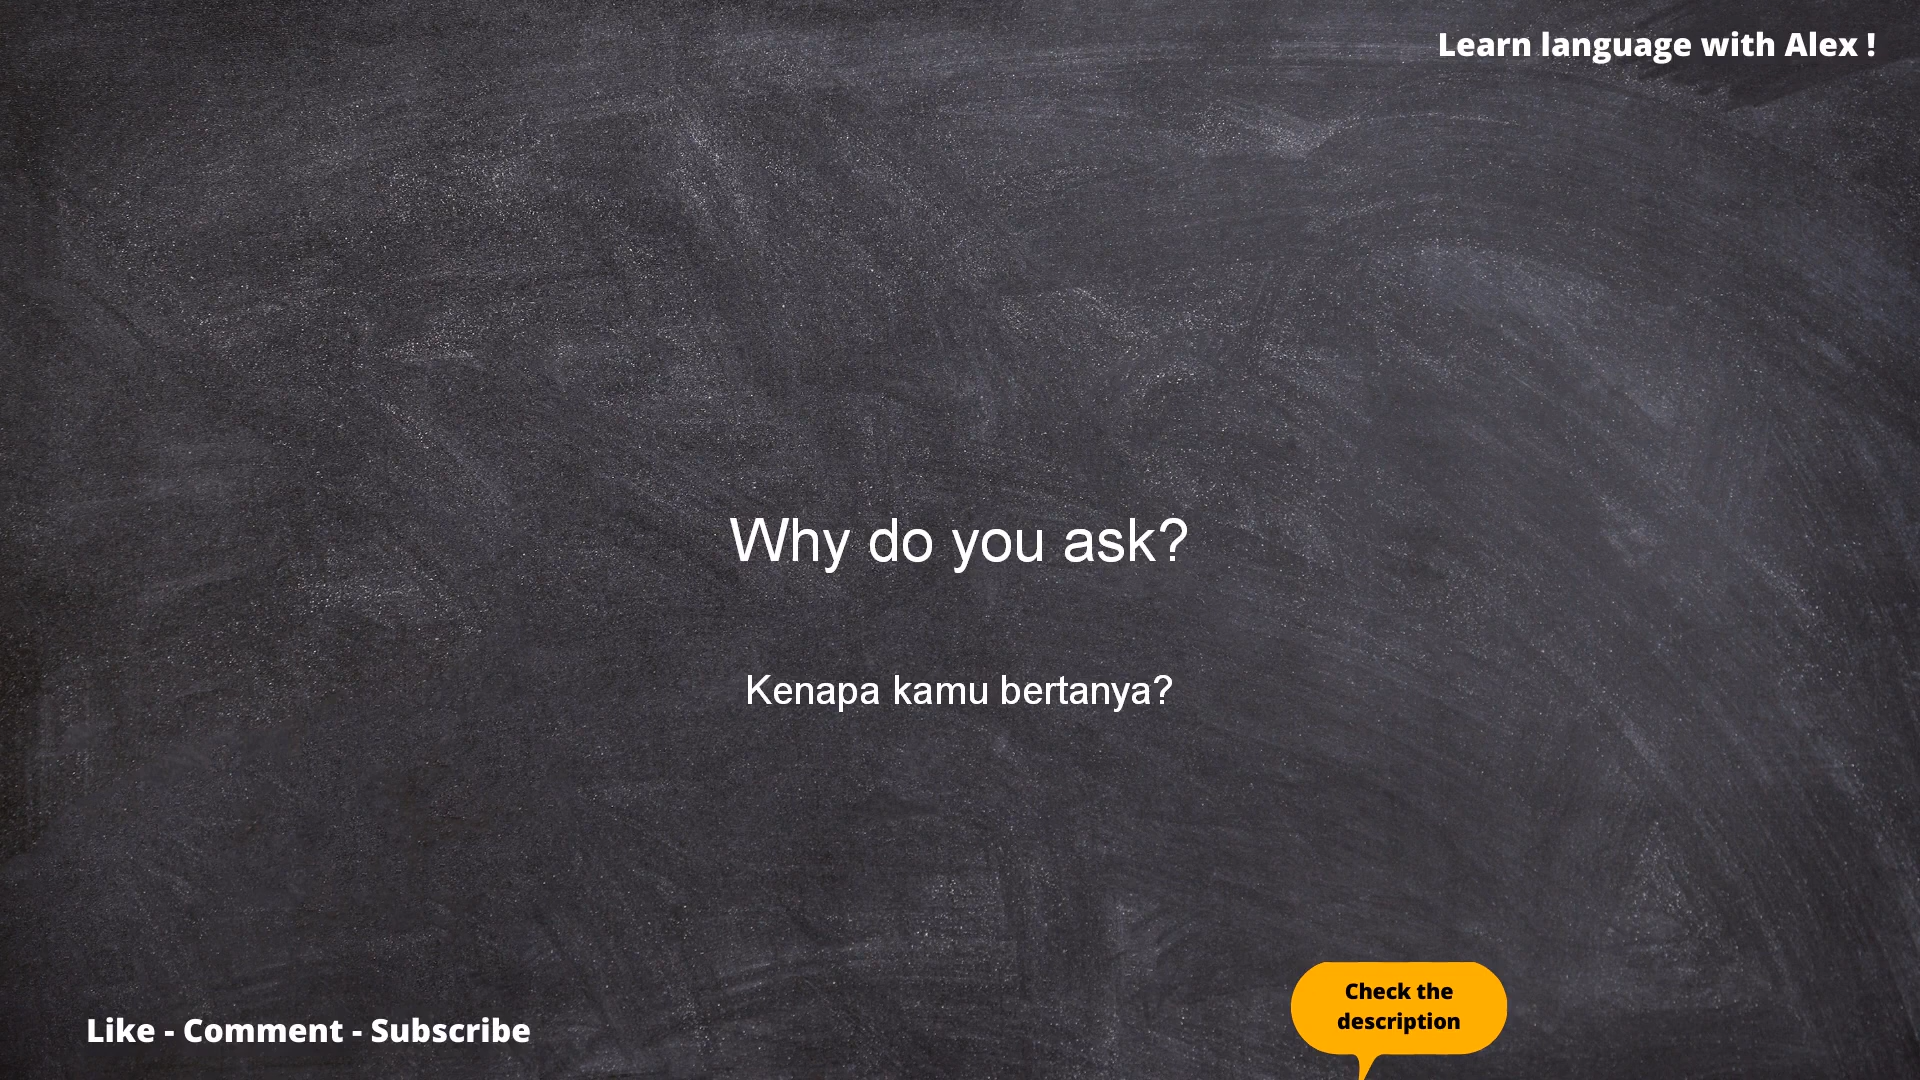 Learn language with Alex !
Why do you ask?
Kenapa kamu bertanya?
Like - Comment - Subscribe
Check the
description